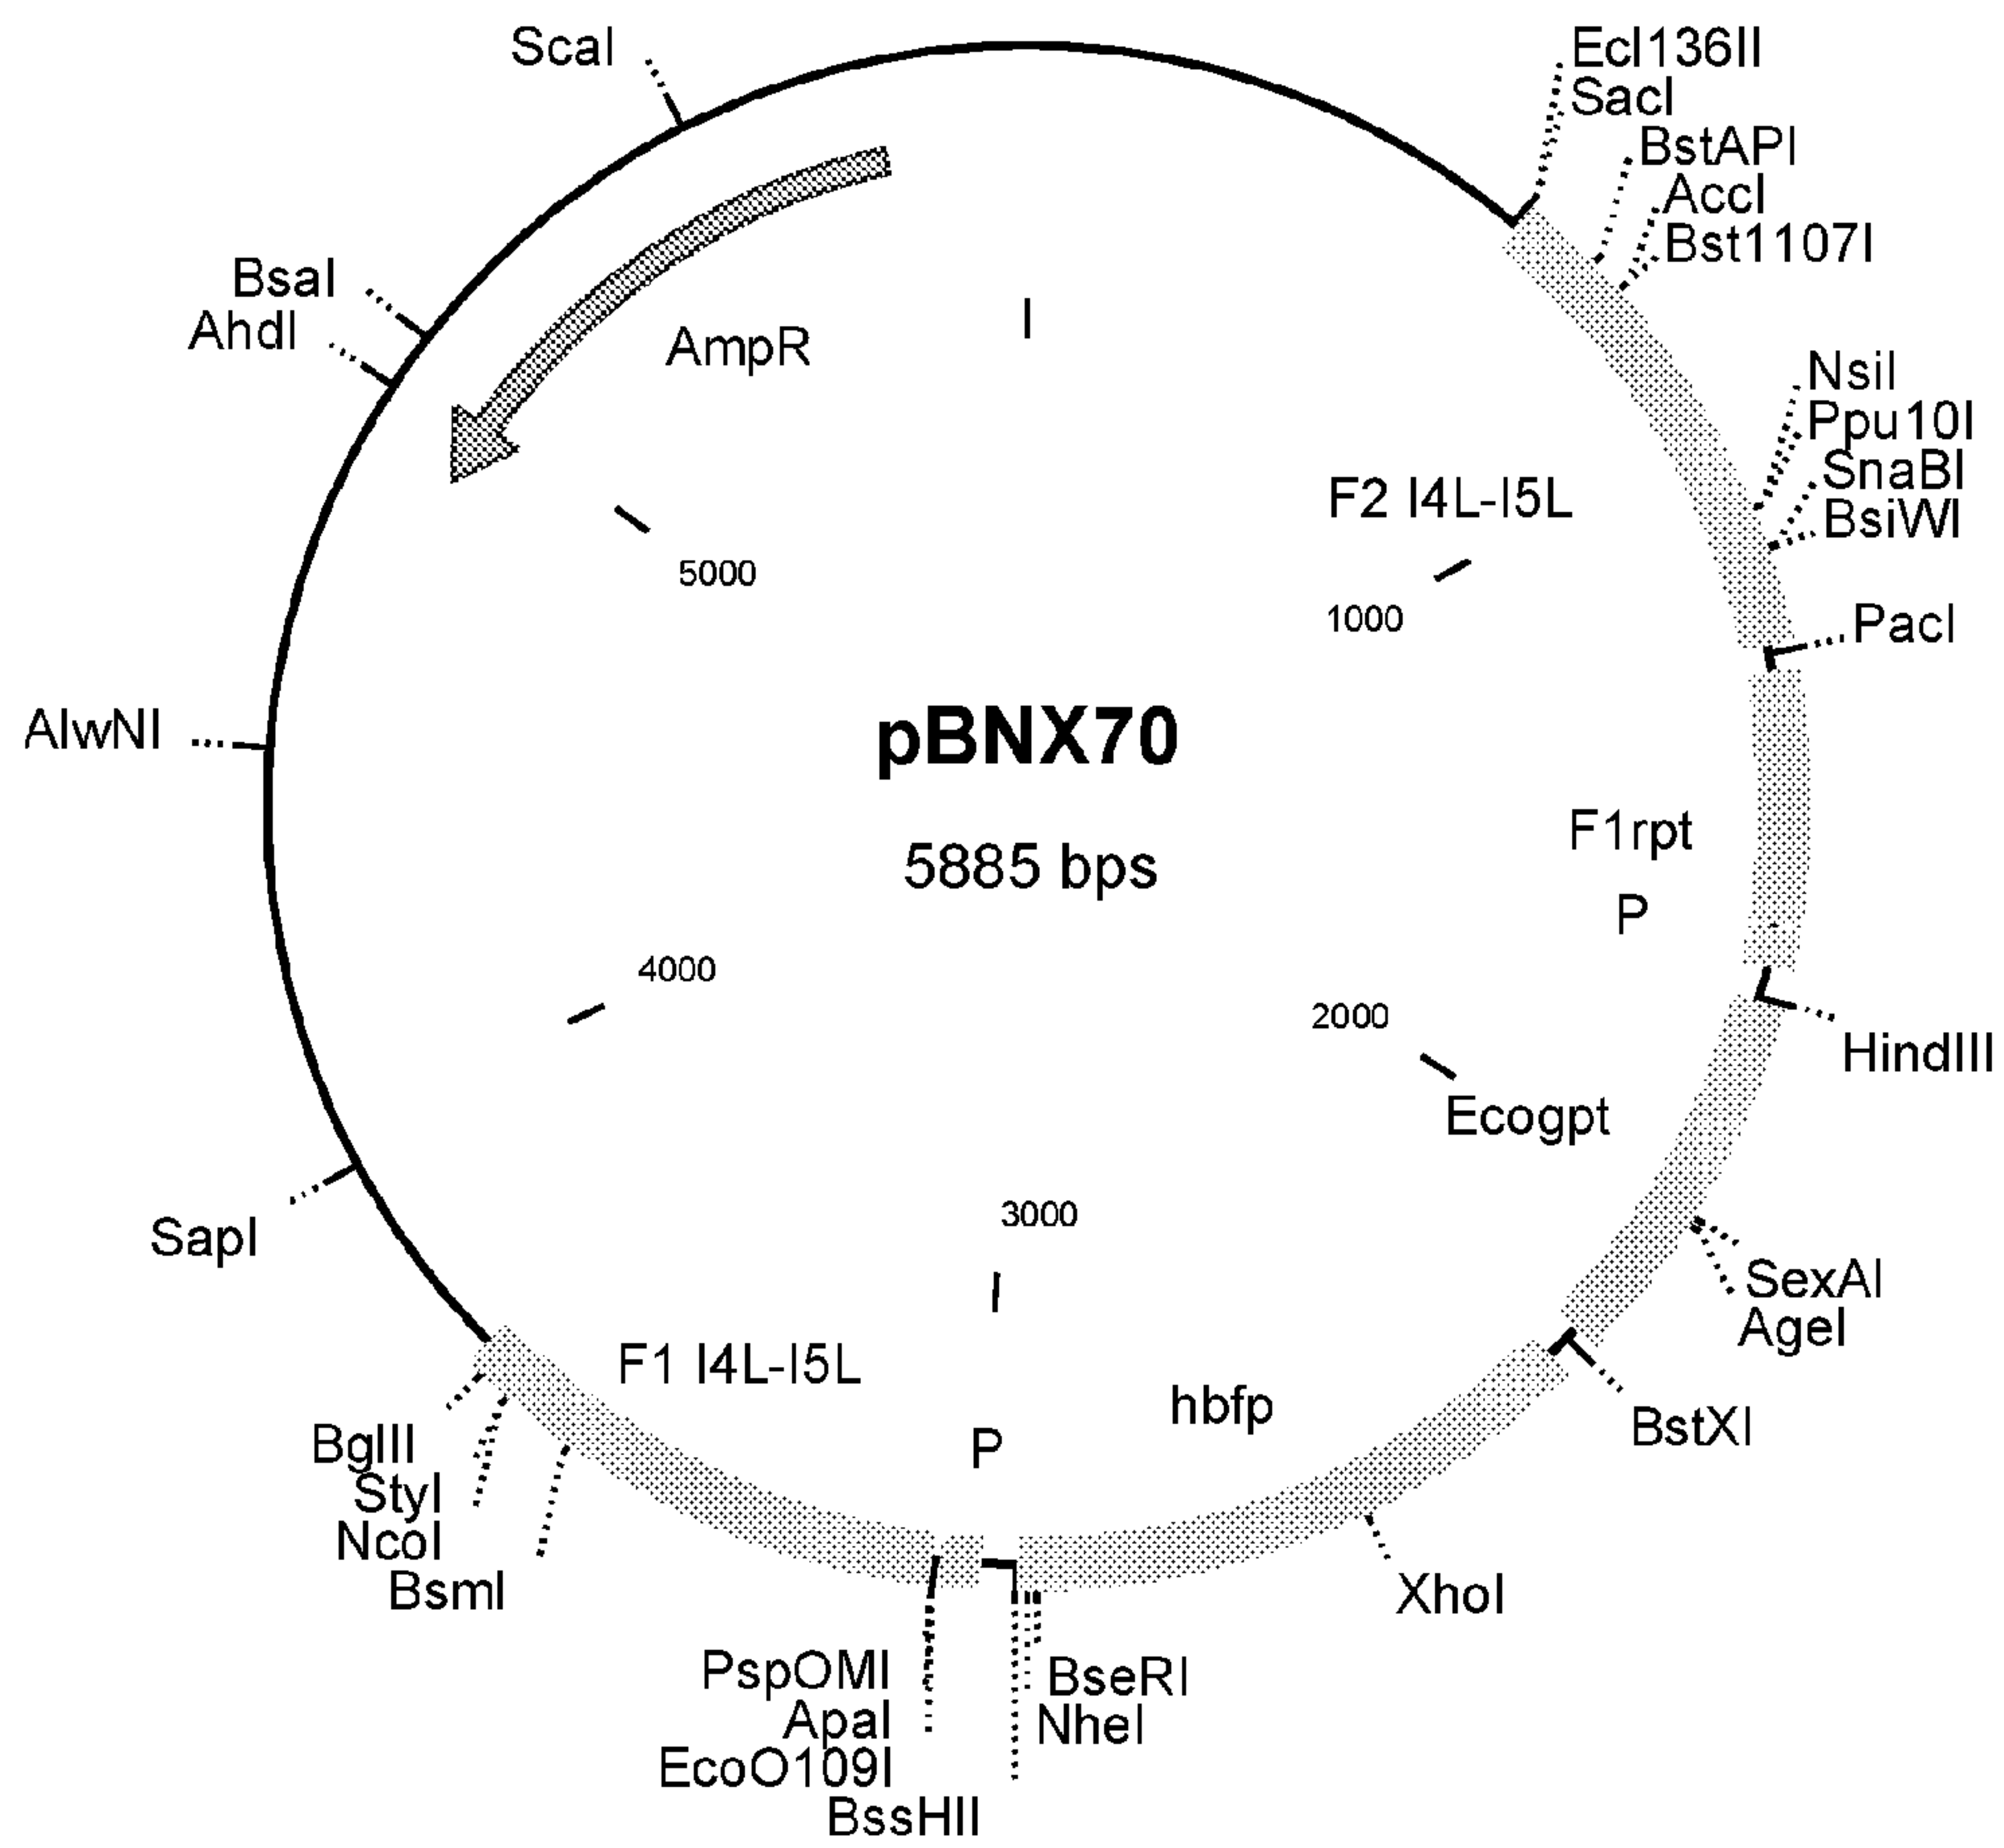 ScaI
EcI136II
SacI
BstAPI
AccI
Bst1107I
BsaI
AhdI
AmpR
NsiI
Ppu10I
SnaBI
BsiWI
F2 I4L-I5L
5000
1000
PacI
AlwNI
pBNX70
5885 bps
F1rpt
P
4000
2000
HindIII
Ecogpt
3000
SapI
SexAI
AgeI
F1 I4L-I5L
hbfp
P
BstXI
BglII
StyI
NcoI
BsmI
XhoI
PspOMI
ApaI
EcoO109I
BssHII
BseRI
NheI